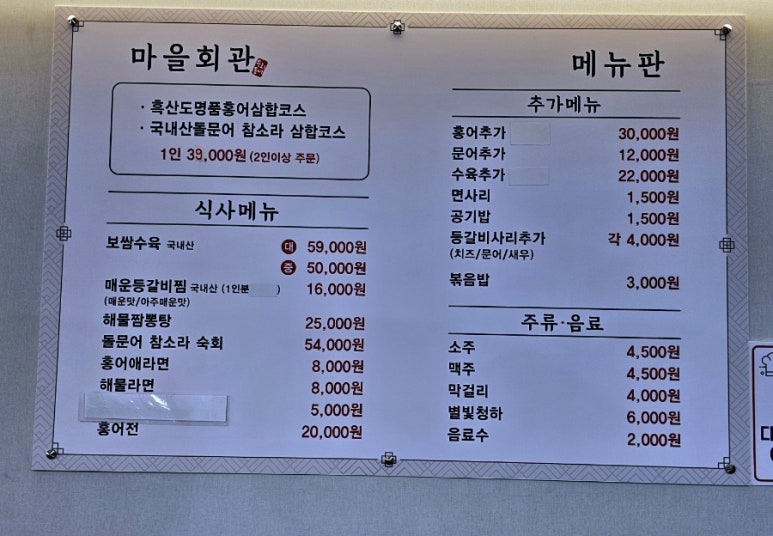 마을회관
· 흑산도명품홍어삼합코스
· 국내산돌문어 참소라 삼합코스
1인 39,000원 (2인이상 주문)
식사메뉴
보쌈수육 국내산 대 59,000원
중 50,000원
매운등갈비찜 국내산 (1인분 ) 16,000원
(매운맛/아주매운맛)
해물짬뽕탕 25,000원
돌문어 참소라 숙회 54,000원
홍어애라면 8,000원
해물라면 8,000원
5,000원
홍어전 20,000원
메뉴판
추가메뉴
홍어추가 30,000원
문어추가 12,000원
수육추가 22,000원
면사리 1,500원
공기밥 1,500원
등갈비사리추가 각 4,000원
(치즈/문어/새우)
볶음밥 3,000원
주류·음료
소주 4,500원
맥주 4,500원
막걸리 4,000원
별빛청하 6,000원
음료수 2,000원